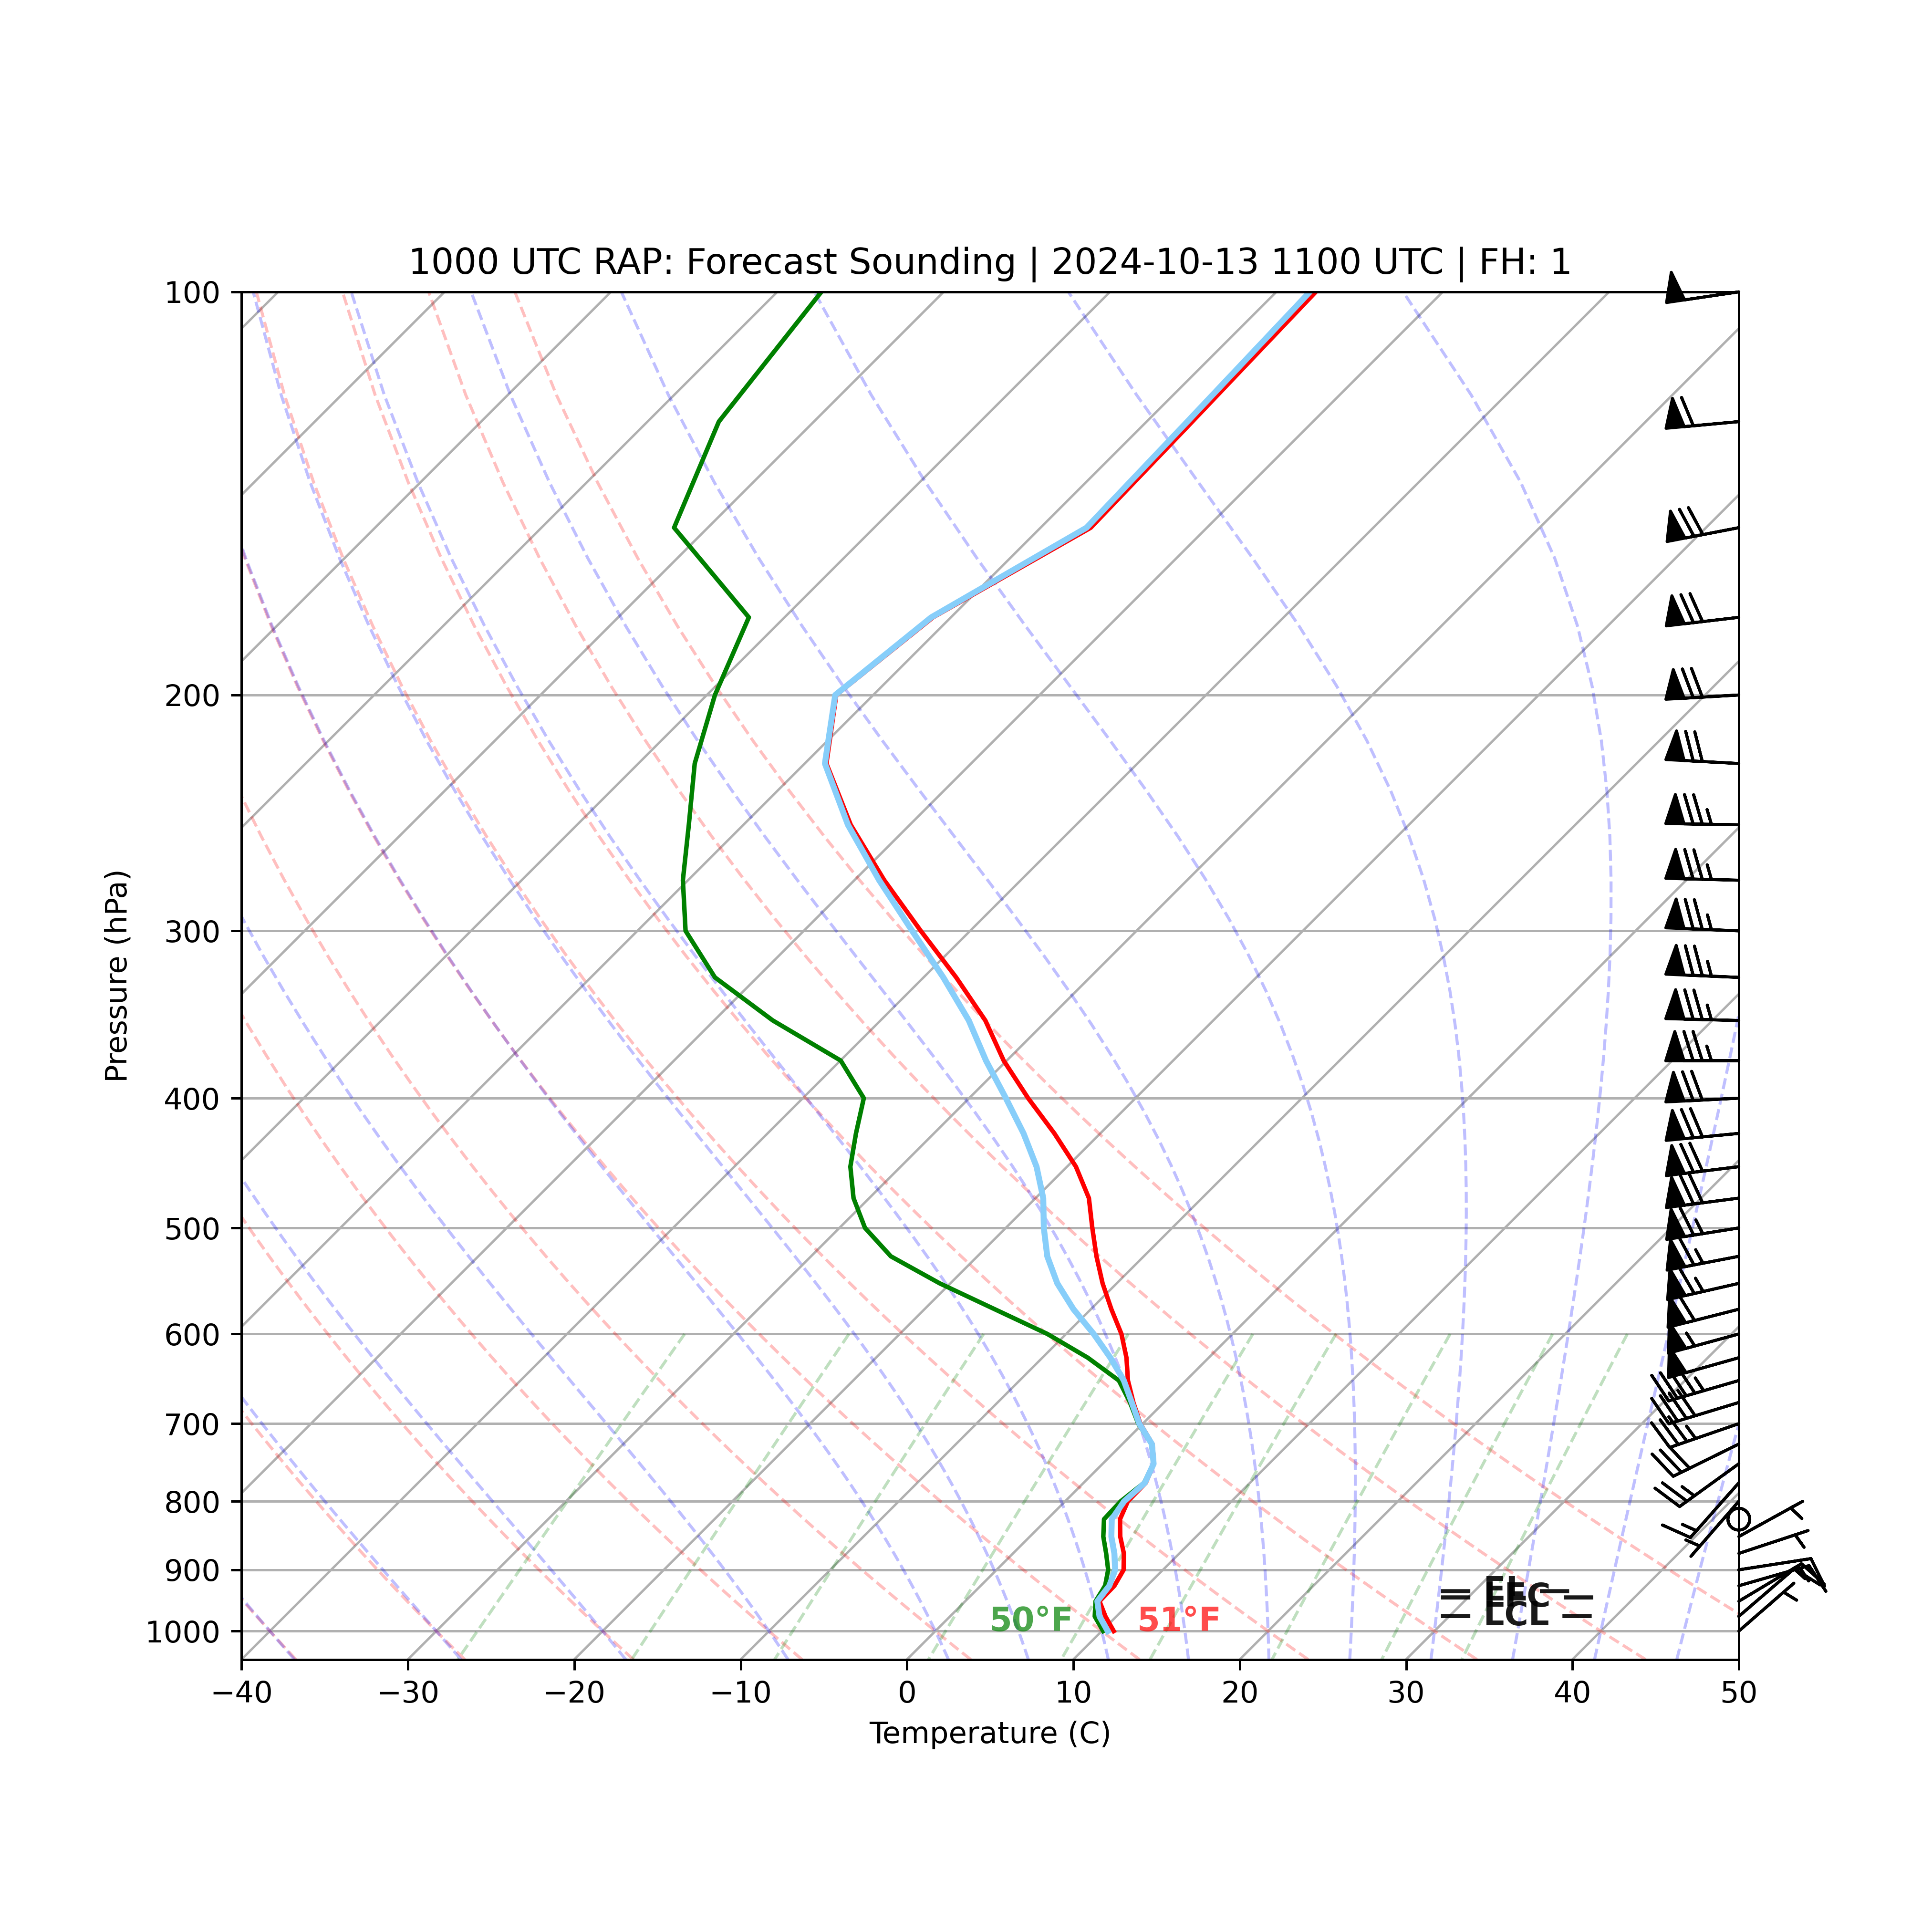 1000 UTC RAP: Forecast Sounding | 2024-10-13 1100 UTC | FH: 1
100
200
300
400
500
600
700
800
900
1000
Pressure (hPa)
50°F 51°F
EL
LCL
−40 −30 −20 −10 0 10 20 30 40 50
Temperature (C)